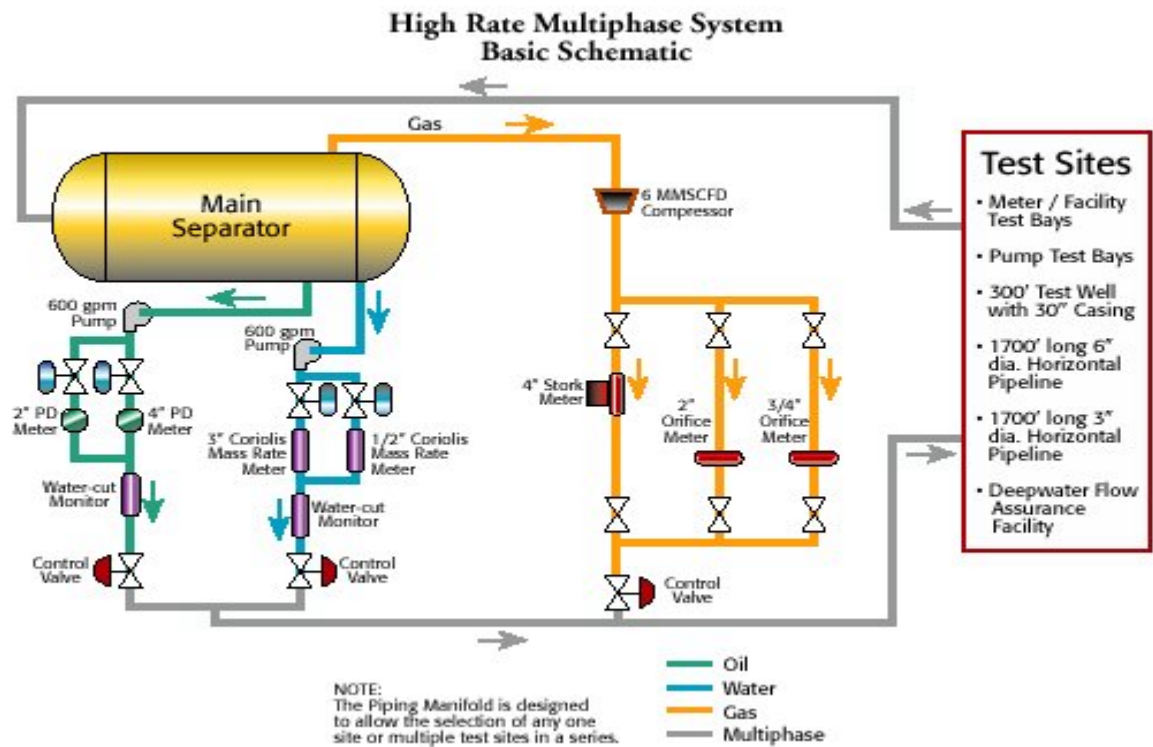 High Rate Multiphase System
Basic Schematic
Gas
Main
Separator
6 MMSCFD
Compressor
600 gpm
Pump
600 gpm
Pump
2" PD
Meter
4" PD
Meter
3" Coriolis
Mass Rate
Meter
1/2" Coriolis
Mass Rate
Meter
4" Stork
Meter
2"
Orifice
Meter
3/4"
Orifice
Meter
Water-cut
Monitor
Water-cut
Monitor
Control
Valve
Control
Valve
Control
Valve
Test Sites
• Meter / Facility
Test Bays
• Pump Test Bays
• 300' Test Well
with 30" Casing
• 1700' long 6"
dia. Horizontal
Pipeline
• 1700' long 3"
dia. Horizontal
Pipeline
• Deepwater Flow
Assurance
Facility
NOTE:
The Piping Manifold is designed
to allow the selection of any one
site or multiple test sites in a series.
Oil
Water
Gas
Multiphase